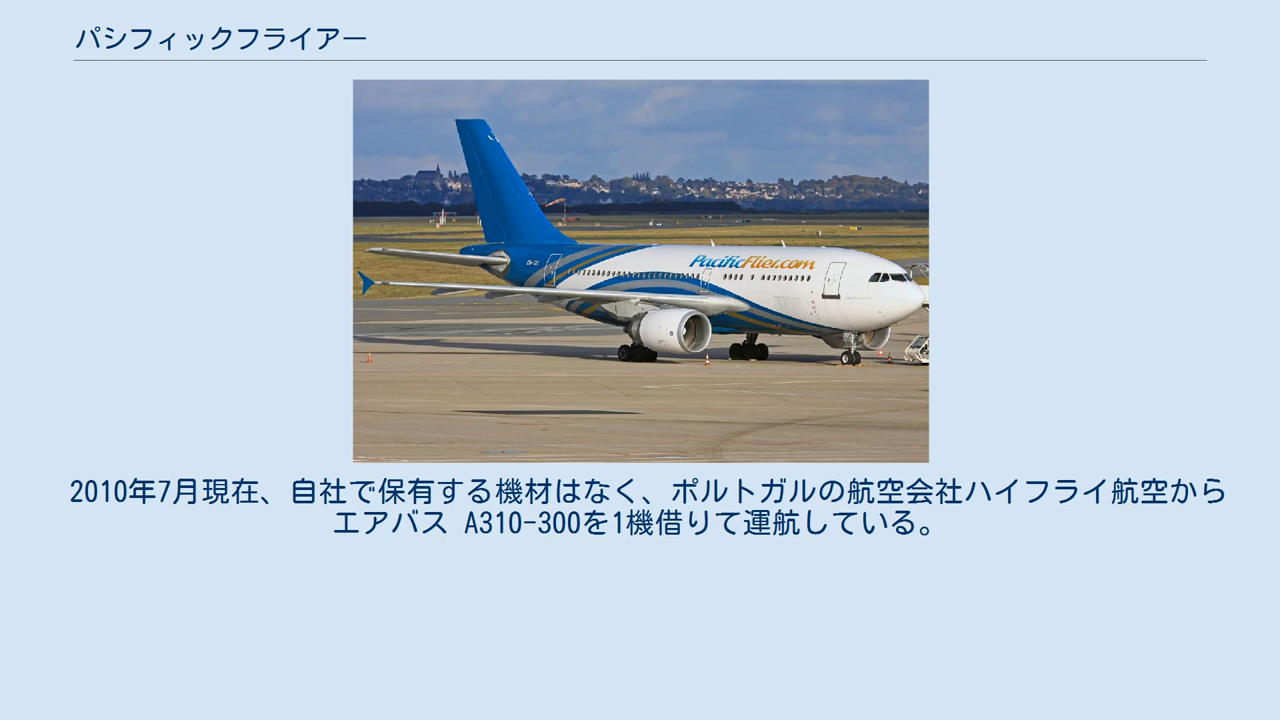 パシフィックフライアー
PacificFlier.com
2010年7月現在、自社で保有する機材はなく、ポルトガルの航空会社ハイフライ航空から
エアバス A310-300を1機借りて運航している。